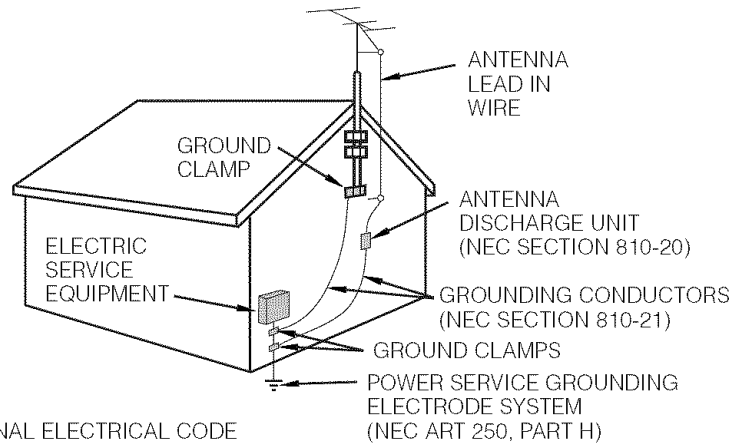 ANTENNA
LEAD IN
WIRE
GROUND
CLAMP
ANTENNA
DISCHARGE UNIT
(NEC SECTION 810-20)
ELECTRIC
SERVICE
EQUIPMENT
GROUNDING CONDUCTORS
(NEC SECTION 810-21)
GROUND CLAMPS
POWER SERVICE GROUNDING
ELECTRODE SYSTEM
(NEC ART 250, PART H)
NAL ELECTRICAL CODE